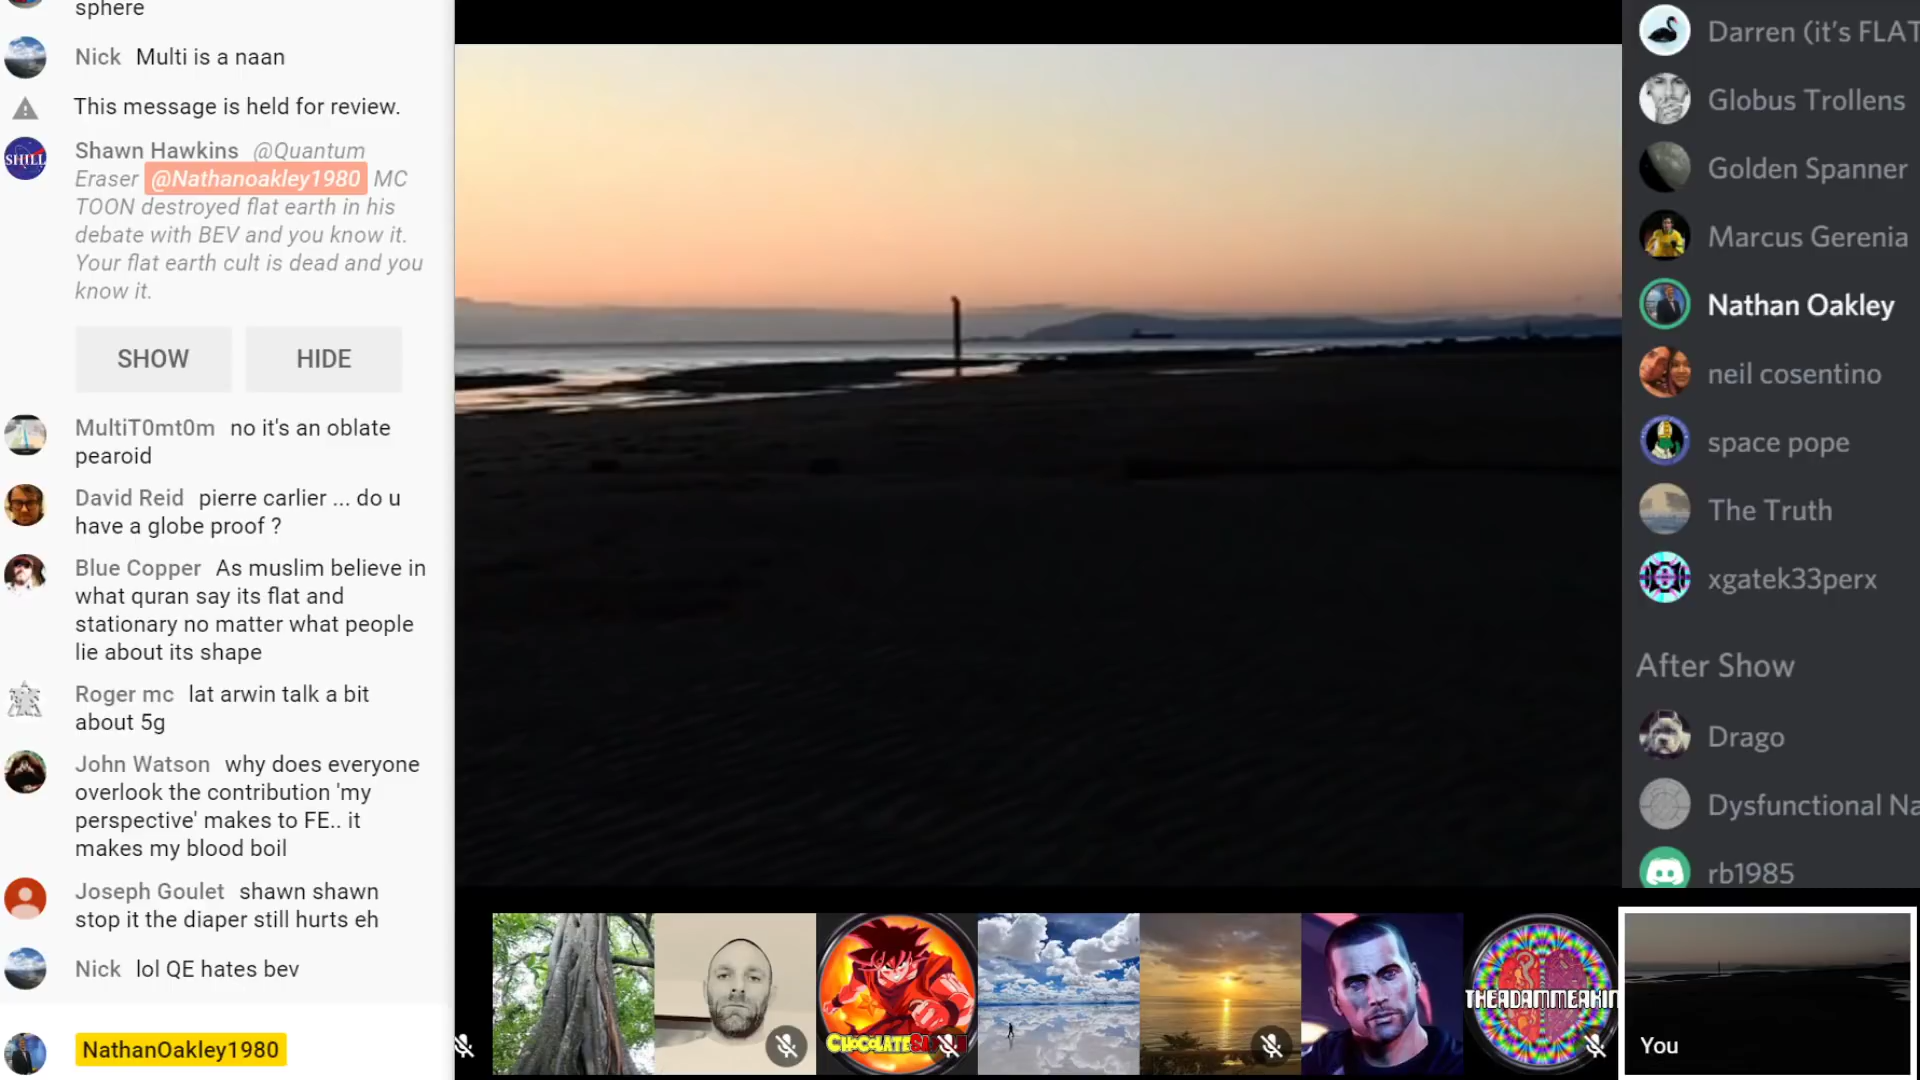 sphere
Nick Multi is a naan
This message is held for review.
SHILL
Shawn Hawkins @Quantum
Eraser @Nathanoakley1980 MC
TOON destroyed flat earth in his
debate with BEV and you know it.
Your flat earth cult is dead and you
know it.
SHOW HIDE
MultiT0mt0m no it's an oblate
pearoid
David Reid pierre carlier ... do u
have a globe proof ?
Blue Copper As muslim believe in
what quran say its flat and
stationary no matter what people
lie about its shape
Roger mc lat arwin talk a bit
about 5g
John Watson why does everyone
overlook the contribution 'my
perspective' makes to FE.. it
makes my blood boil
Joseph Goulet shawn shawn
stop it the diaper still hurts eh
Nick lol QE hates bev
NathanOakley1980
Darren (it's FLAT
Globus Trollens
Golden Spanner
Marcus Gerenia
Nathan Oakley
neil cosentino
space pope
The Truth
xgatek33perx
After Show
Drago
Dysfunctional Na
rb1985
THEADAMMEAKIN
You